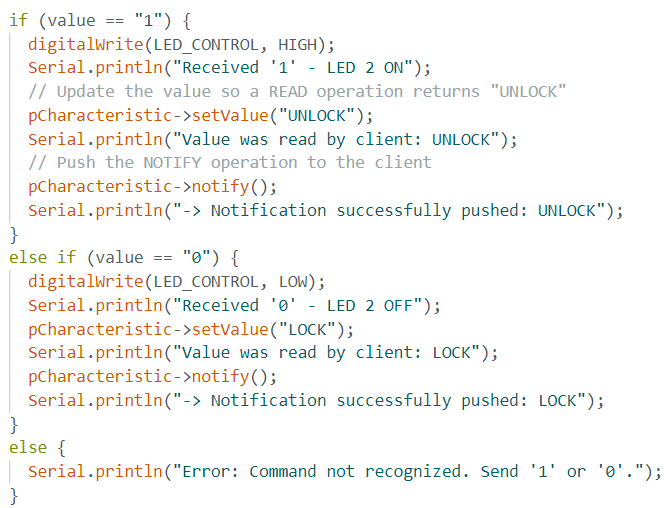 if (value == "1") {
  digitalWrite(LED_CONTROL, HIGH);
  Serial.println("Received '1' - LED 2 ON");
  // Update the value so a READ operation returns "UNLOCK"
  pCharacteristic->setValue("UNLOCK");
  Serial.println("Value was read by client: UNLOCK");
  // Push the NOTIFY operation to the client
  pCharacteristic->notify();
  Serial.println("-> Notification successfully pushed: UNLOCK");
}
else if (value == "0") {
  digitalWrite(LED_CONTROL, LOW);
  Serial.println("Received '0' - LED 2 OFF");
  pCharacteristic->setValue("LOCK");
  Serial.println("Value was read by client: LOCK");
  pCharacteristic->notify();
  Serial.println("-> Notification successfully pushed: LOCK");
}
else {
  Serial.println("Error: Command not recognized. Send '1' or '0'.");
}